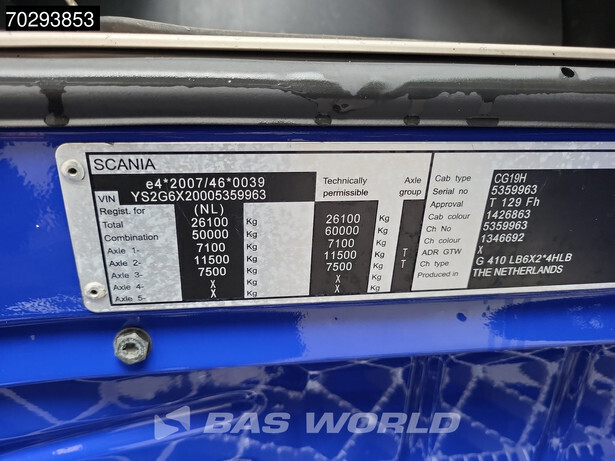 70293853
SCANIA
e4*2007/46*0039
VIN YS2G6X20005359963
Technically permissible Axle group
Regist. for (NL)
Total 26100 Kg 26100 Kg
Combination 50000 Kg 60000 Kg
Axle 1- 7100 Kg 7100 Kg
Axle 2- 11500 Kg 11500 Kg T
Axle 3- 7500 Kg 7500 Kg T
Axle 4- X Kg X Kg
Axle 5- X Kg X Kg
Cab type CG19H
Serial no 5359963
Approval T 129 Fh
Cab colour 1426863
Ch No 5359963
Ch colour 1346692
ADR GTW X
Ch type G 410 LB6X2*4HLB
Produced in THE NETHERLANDS
BAS WORLD